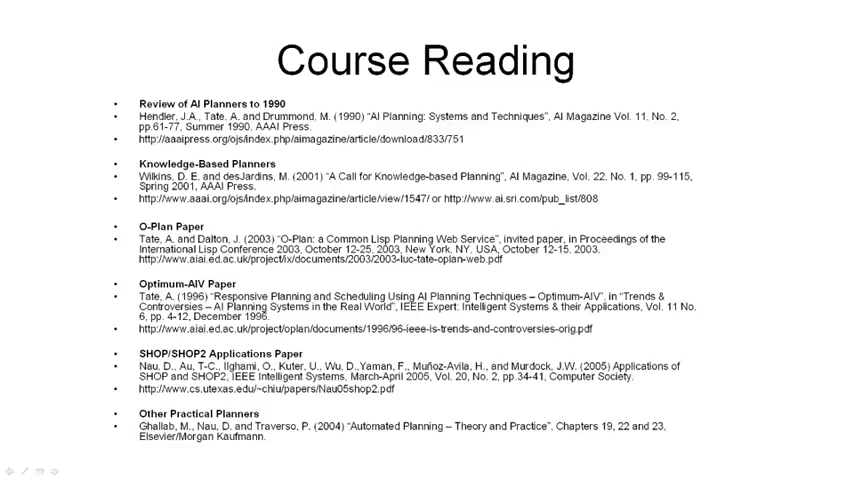 Course Reading
• Review of AI Planners to 1990
• Hendler, J.A., Tate, A. and Drummond, M. (1990) “AI Planning: Systems and Techniques”, AI Magazine Vol. 11, No. 2,
pp.61-77, Summer 1990, AAAI Press.
• http://aaaipress.org/ojs/index.php/aimagazine/article/download/833/751
• Knowledge-Based Planners
• Wilkins, D. E. and desJardins, M. (2001) “A Call for Knowledge-based Planning”, AI Magazine, Vol. 22, No. 1, pp. 99-115,
Spring 2001, AAAI Press.
• http://www.aaai.org/ojs/index.php/aimagazine/article/view/1547/ or http://www.ai.sri.com/pub_list/808
• O-Plan Paper
• Tate, A. and Dalton, J. (2003) “O-Plan: a Common Lisp Planning Web Service”, invited paper, in Proceedings of the
International Lisp Conference 2003, October 12-25, 2003, New York, NY, USA, October 12-15, 2003.
http://www.aiai.ed.ac.uk/project/ix/documents/2003/2003-luc-tate-oplan-web.pdf
• Optimum-AIV Paper
• Tate, A. (1996) “Responsive Planning and Scheduling Using AI Planning Techniques – Optimum-AIV”, in “Trends &
Controversies – AI Planning Systems in the Real World”, IEEE Expert: Intelligent Systems & their Applications, Vol. 11 No.
6, pp. 4-12, December 1996.
• http://www.aiai.ed.ac.uk/project/oplan/documents/1996/96-ieee-is-trends-and-controversies-orig.pdf
• SHOP/SHOP2 Applications Paper
• Nau, D., Au, T-C., Ilghami, O., Kuter, U., Wu, D.,Yaman, F., Muñoz-Avila, H., and Murdock, J.W. (2005) Applications of
SHOP and SHOP2, IEEE Intelligent Systems, March-April 2005, Vol. 20, No. 2, pp.34-41, Computer Society.
• http://www.cs.utexas.edu/~chiu/papers/Nau05shop2.pdf
• Other Practical Planners
• Ghallab, M., Nau, D. and Traverso, P. (2004) “Automated Planning – Theory and Practice”, Chapters 19, 22 and 23,
Elsevier/Morgan Kaufmann.